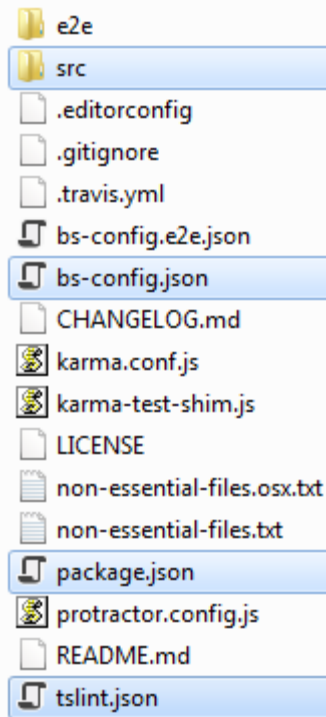 e2e
src
.editorconfig
.gitignore
.travis.yml
bs-config.e2e.json
bs-config.json
CHANGELOG.md
karma.conf.js
karma-test-shim.js
LICENSE
non-essential-files.osx.txt
non-essential-files.txt
package.json
protractor.config.js
README.md
tslint.json